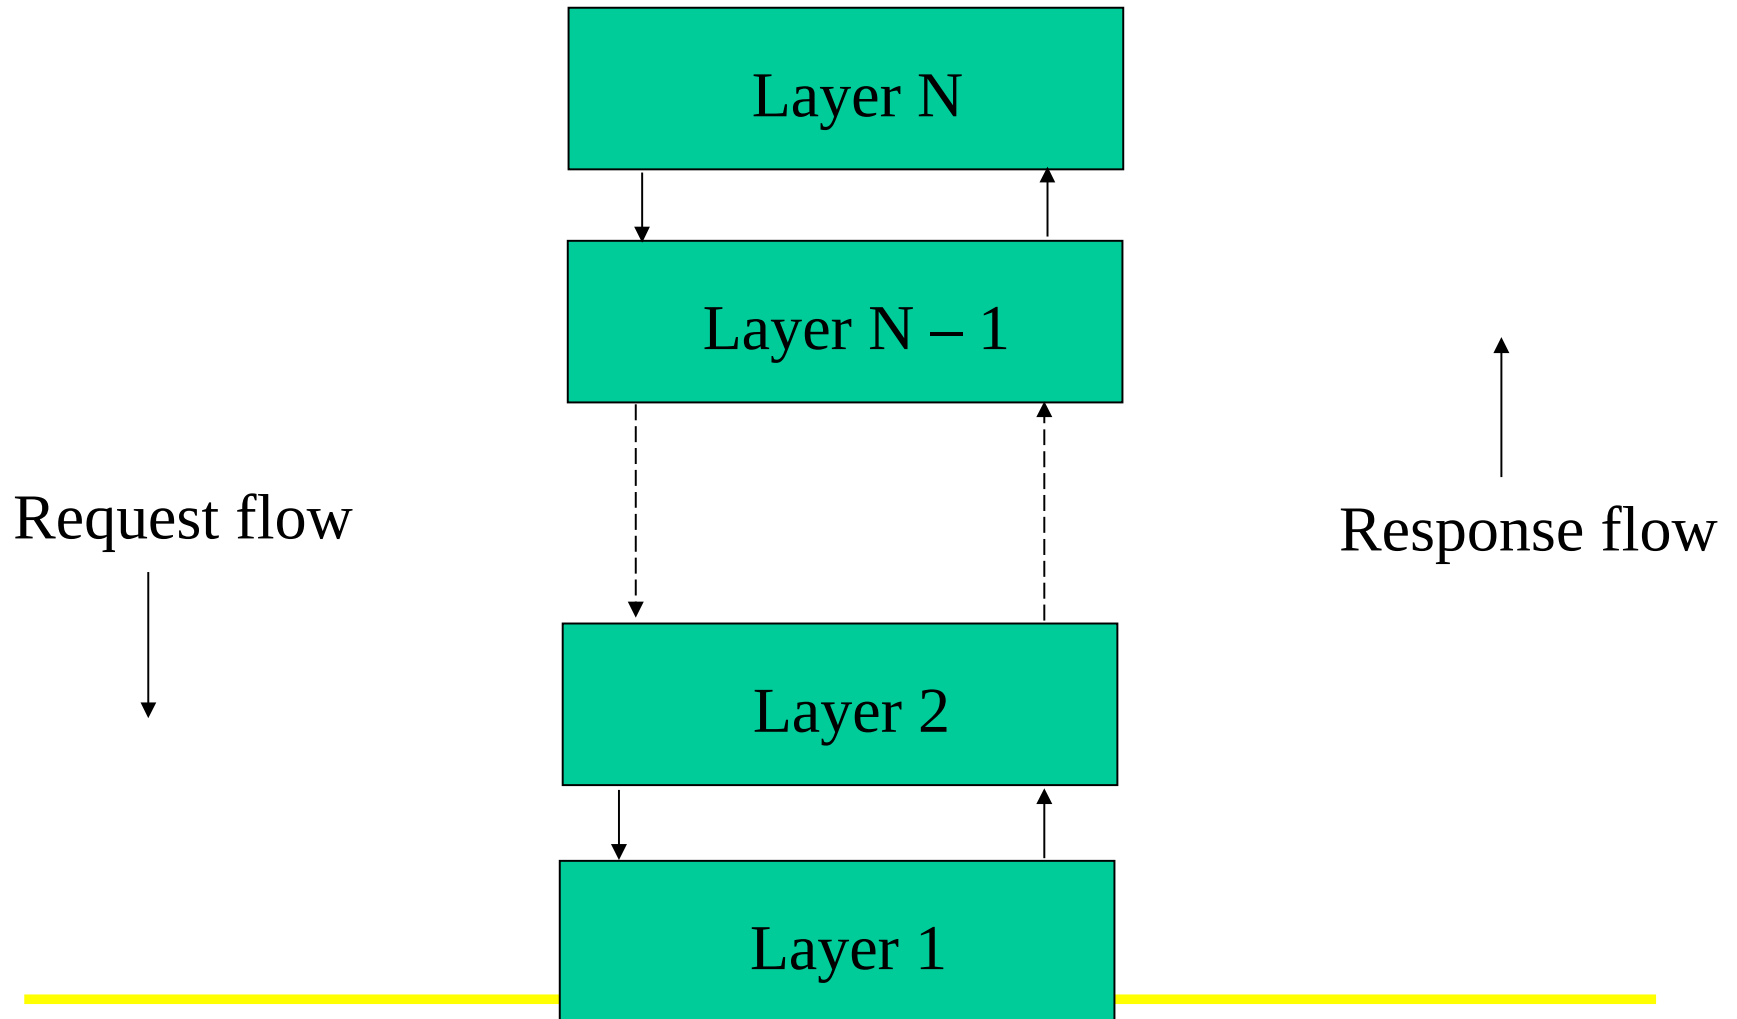 Layer N
Layer N – 1
Request flow
Response flow
Layer 2
Layer 1